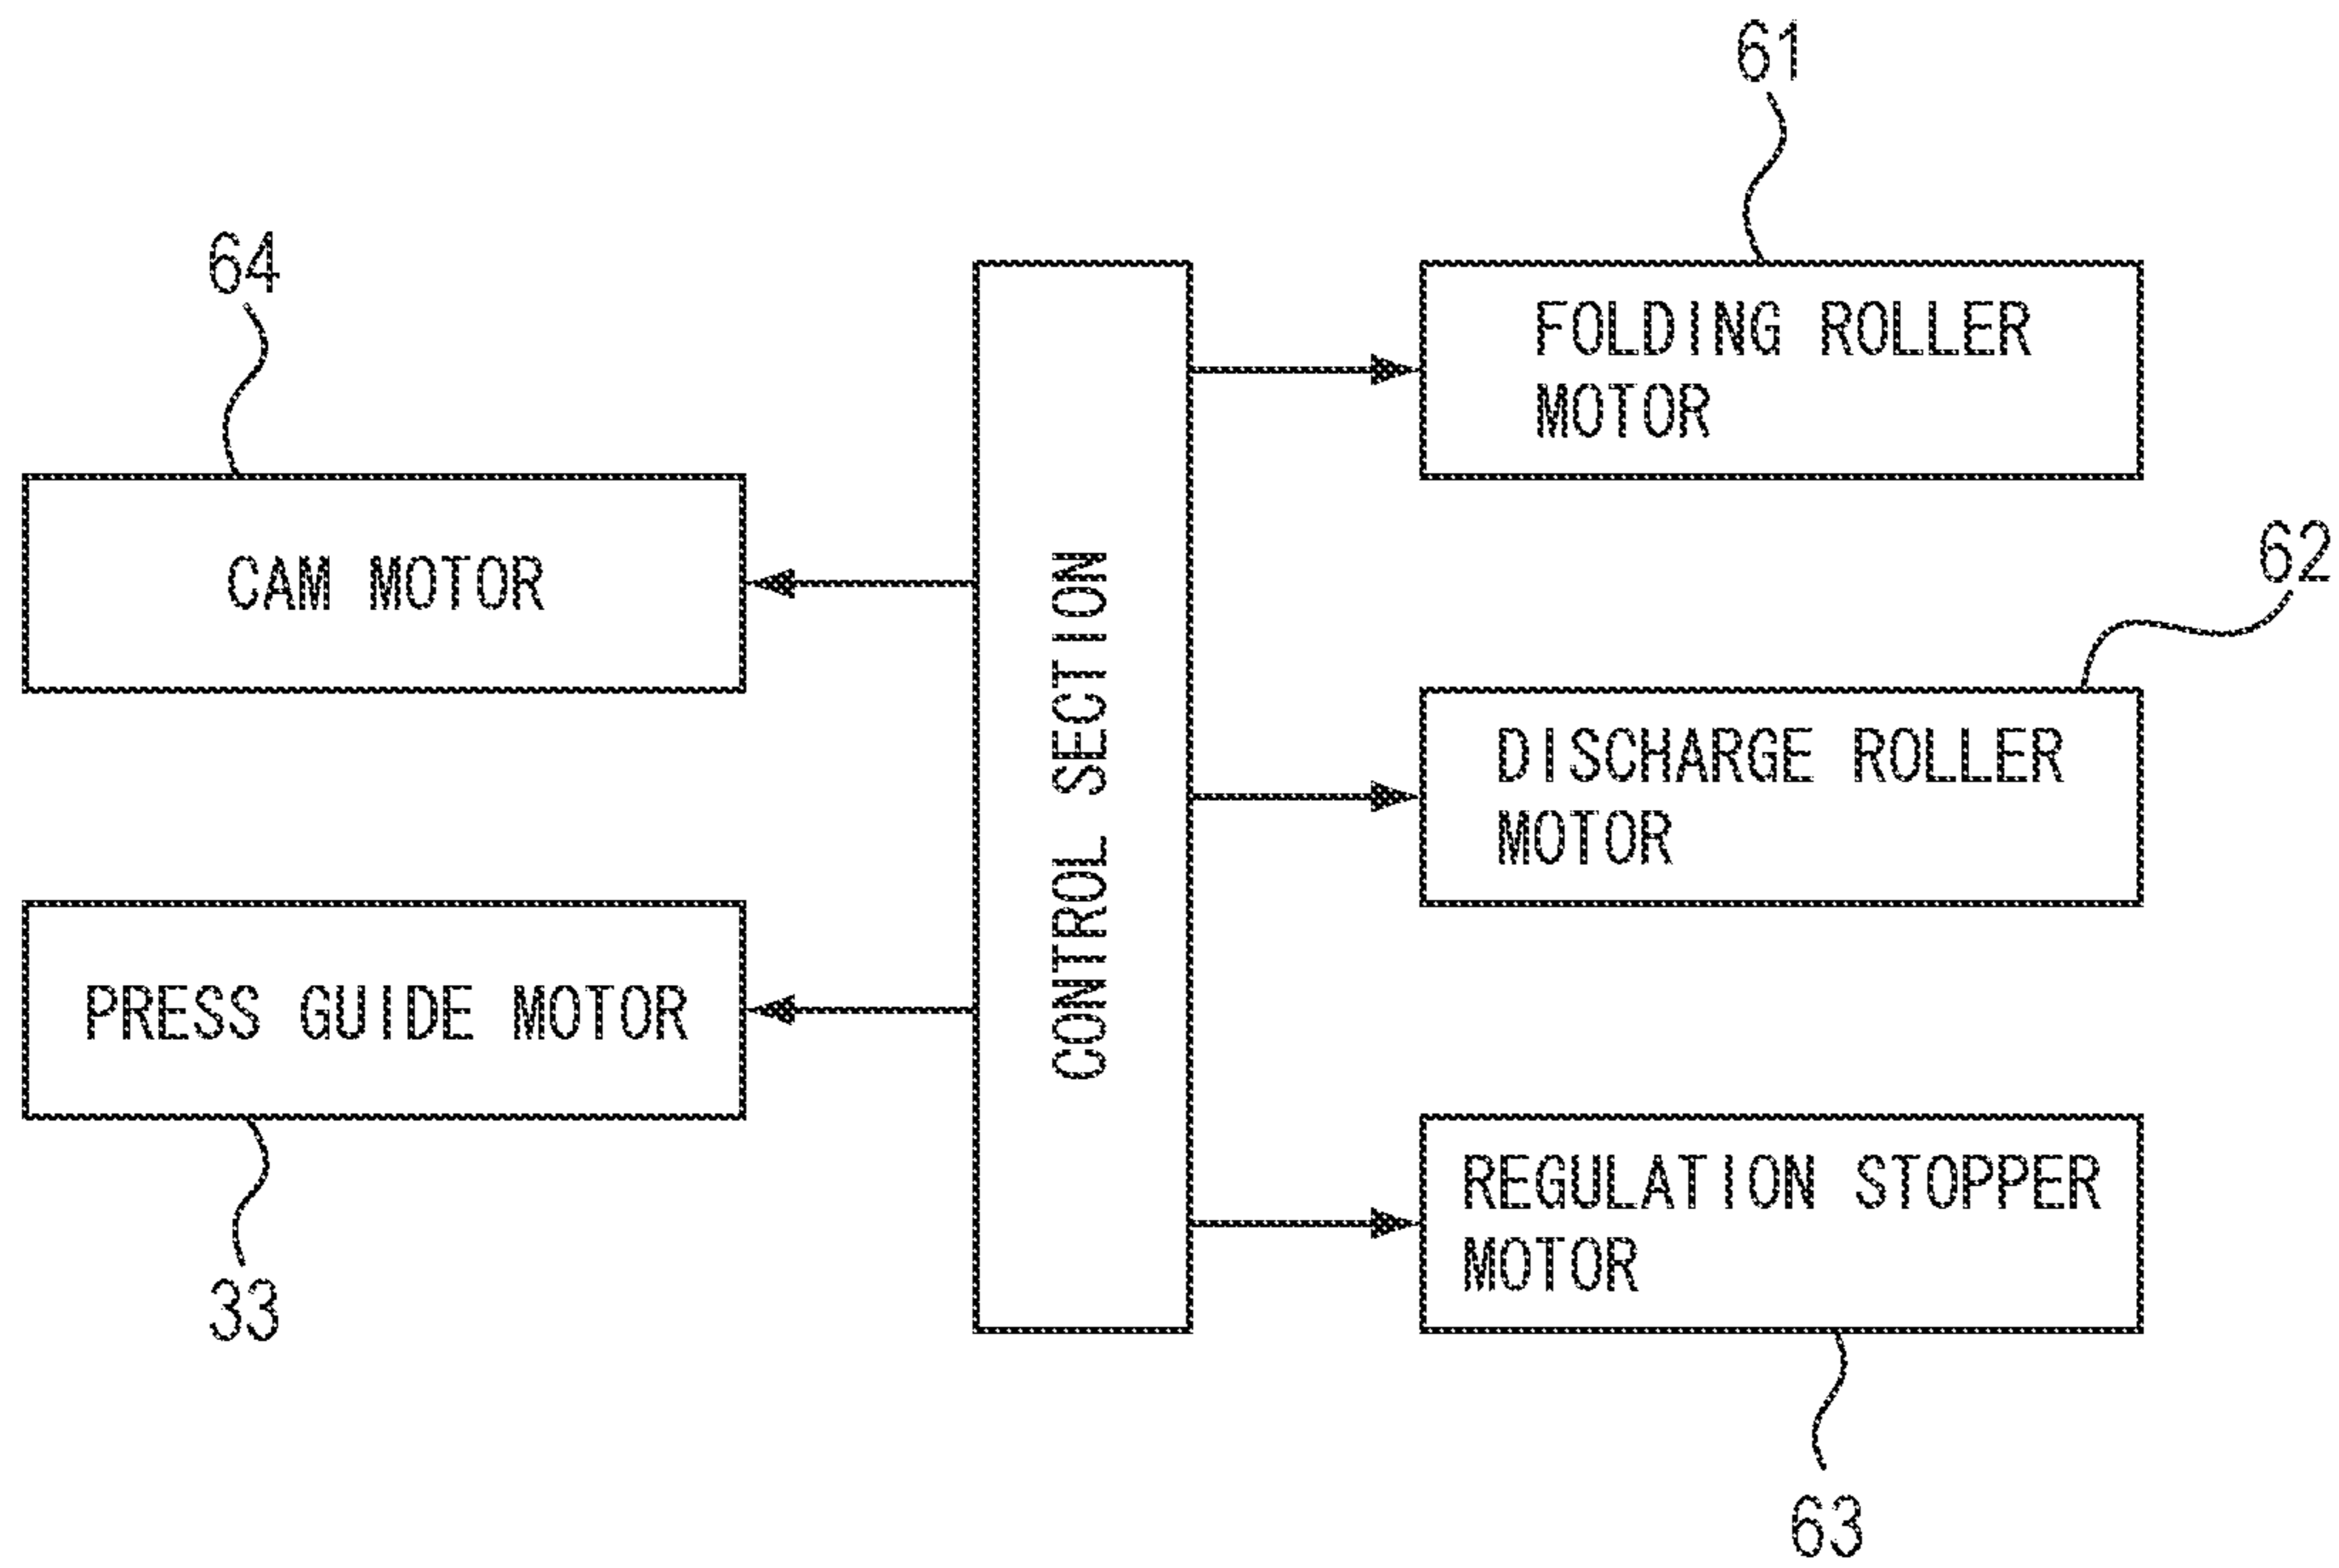 61
64
FOLDING ROLLER
MOTOR
62
CAM MOTOR
CONTROL SECTION
DISCHARGE ROLLER
MOTOR
PRESS GUIDE MOTOR
REGULATION STOPPER
MOTOR
33
63